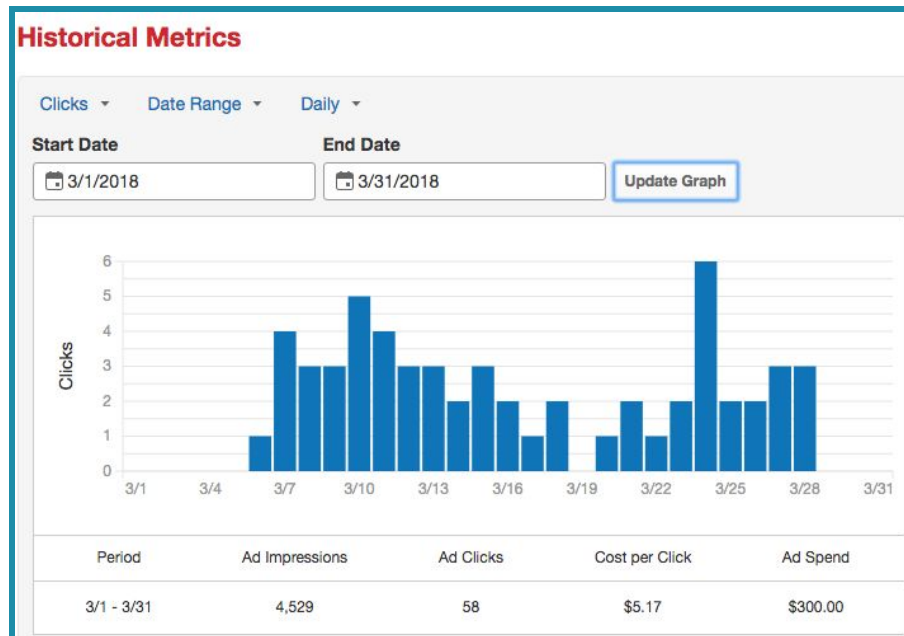 Historical Metrics
Clicks Date Range Daily
Start Date End Date
3/1/2018 3/31/2018 Update Graph
6
5
4
3
2
1
0
Clicks
3/1 3/4 3/7 3/10 3/13 3/16 3/19 3/22 3/25 3/28 3/31
Period Ad Impressions Ad Clicks Cost per Click Ad Spend
3/1 - 3/31 4,529 58 $5.17 $300.00